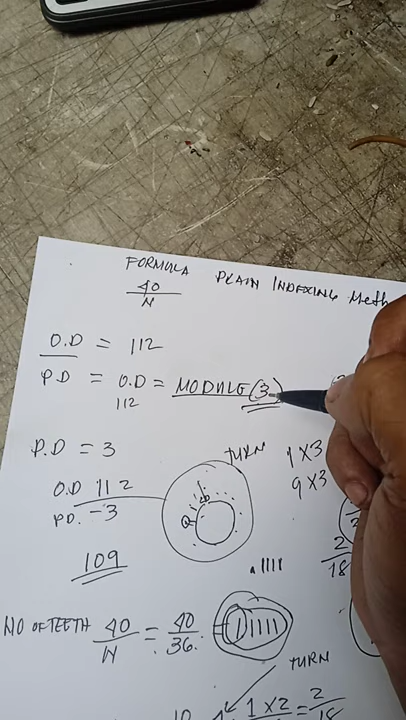 FORMULA PLAIN INDEXING Meth
40
N
O.D = 112
P.D = O.D = MODULE (3)
112
P.D = 3
TURN
1 X 3
9 X 3
O.D 112
P.D. -3
109
2
18
NO OF TEETH 40/N = 40/36 =
TURN
10
1 X 2 = 2
18